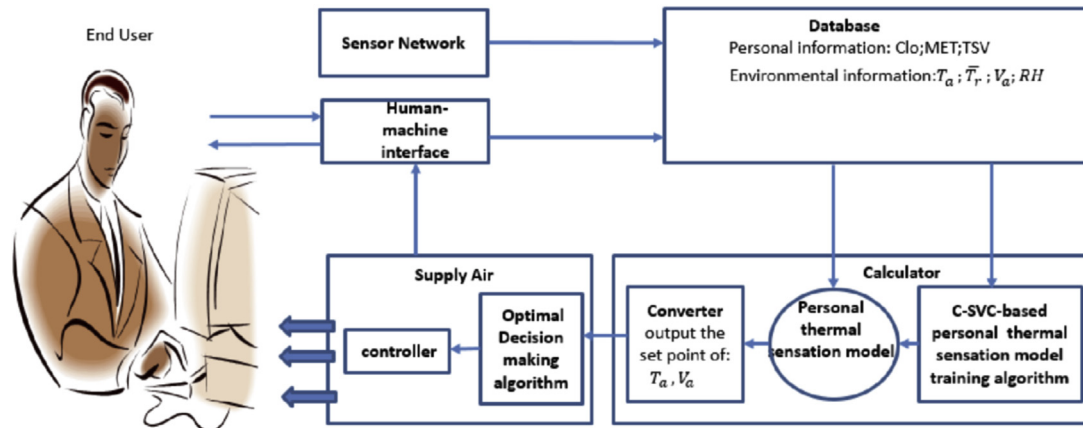 End User
Sensor Network
Database
Personal information: Clo;MET;TSV
Environmental information:Tₐ ; T̅ᵣ ; Vₐ; RH
Human-
machine
interface
Supply Air
controller
Optimal
Decision
making
algorithm
Calculator
Converter
output the
set point of:
Tₐ , Vₐ
Personal
thermal
sensation model
C-SVC-based
personal thermal
sensation model
training algorithm